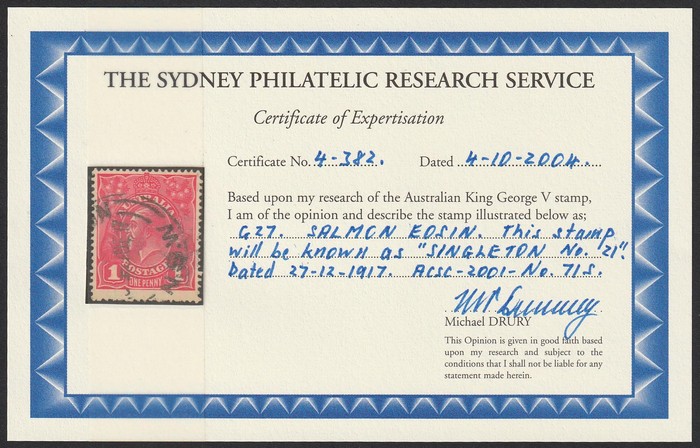 THE SYDNEY PHILATELIC RESEARCH SERVICE
Certificate of Expertisation
Certificate No. 4-382. Dated 4-10-2004.
Based upon my research of the Australian King George V stamp,
I am of the opinion and describe the stamp illustrated below as;
G27. SALMON EOSIN. This stamp
will be known as "SINGLETON No. 21".
Dated 27-12-1917. ACSC-2001-No. 71S.
Michael DRURY
This Opinion is given in good faith based
upon my research and subject to the
conditions that I shall not be liable for any
statement made herein.
AUSTRALIA
1
POSTAGE
ONE PENNY